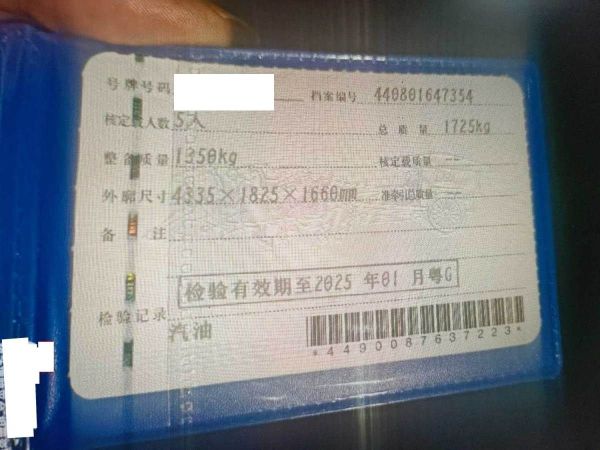 号牌号码 档案编号 440801647354
核定载人数 5人 总质量 1725kg
整备质量 1350kg 核定载质量 --
外廓尺寸 4335×1825×1660mm 准牵引总质量 --
备注
检验有效期至2025年01月粤G
检验记录
汽油
*4490087637223*